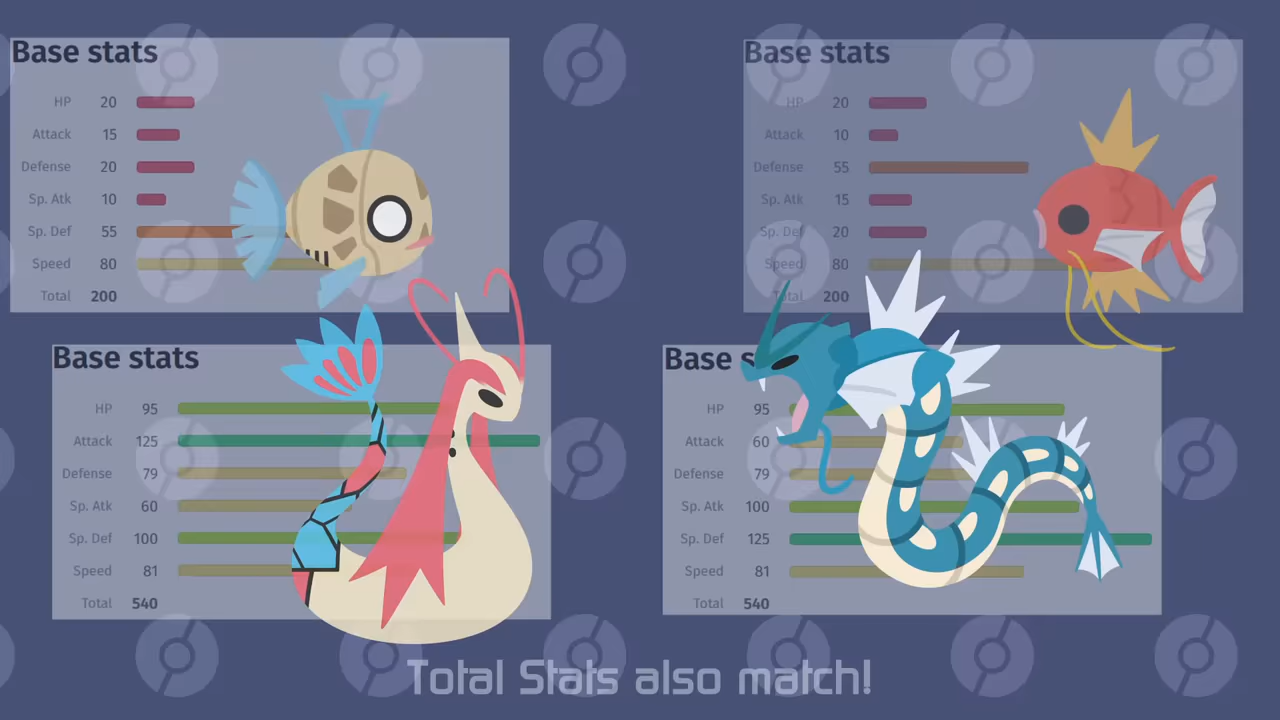 Base stats
HP 20
Attack 15
Defense 20
Sp. Atk 10
Sp. Def 55
Speed 80
Total 200
Base stats
HP 20
Attack 10
Defense 55
Sp. Atk 15
Sp. Def 20
Speed 80
Total 200
Base stats
HP 95
Attack 125
Defense 79
Sp. Atk 60
Sp. Def 100
Speed 81
Total 540
Base s
HP 95
Attack 60
Defense 79
Sp. Atk 100
Sp. Def 125
Speed 81
Total 540
Total Stats also match!